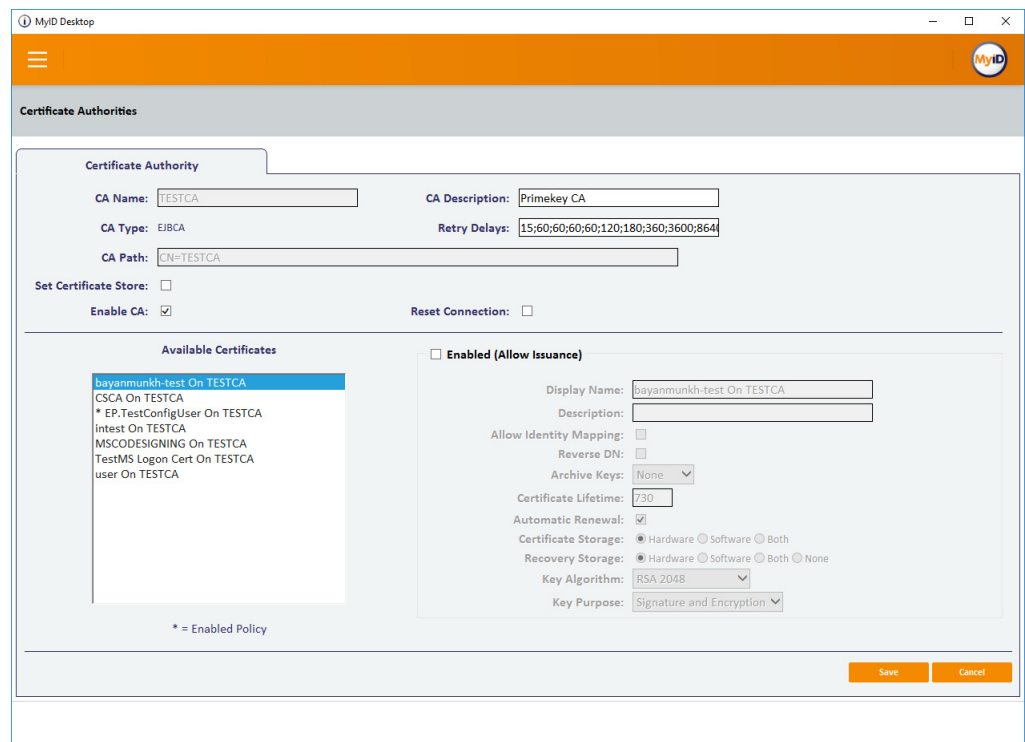 MyID Desktop
MyID
Certificate Authorities
Certificate Authority
CA Name: TESTCA CA Description: Primekey CA
CA Type: EJBCA Retry Delays: 15;60;60;60;60;120;180;360;3600;8640
CA Path: CN=TESTCA
Set Certificate Store:
Enable CA: Reset Connection:
Available Certificates
bayanmunkh-test On TESTCA
CSCA On TESTCA
* EP.TestConfigUser On TESTCA
intest On TESTCA
MSCODESIGNING On TESTCA
TestMS Logon Cert On TESTCA
user On TESTCA
* = Enabled Policy
Enabled (Allow Issuance)
Display Name: bayanmunkh-test On TESTCA
Description:
Allow Identity Mapping:
Reverse DN:
Archive Keys: None
Certificate Lifetime: 730
Automatic Renewal:
Certificate Storage: Hardware Software Both
Recovery Storage: Hardware Software Both None
Key Algorithm: RSA 2048
Key Purpose: Signature and Encryption
Save Cancel